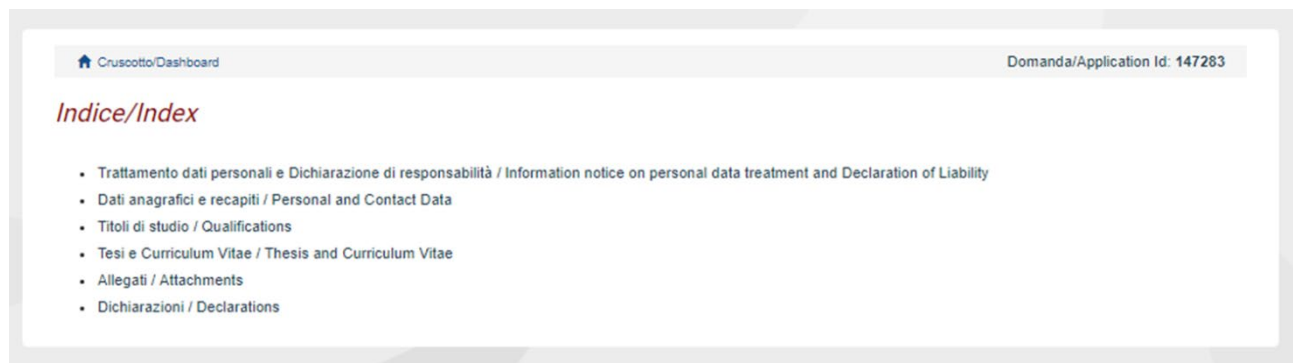 Cruscotto/Dashboard Domanda/Application Id: 147283
Indice/Index
Trattamento dati personali e Dichiarazione di responsabilità / Information notice on personal data treatment and Declaration of Liability
Dati anagrafici e recapiti / Personal and Contact Data
Titoli di studio / Qualifications
Tesi e Curriculum Vitae / Thesis and Curriculum Vitae
Allegati / Attachments
Dichiarazioni / Declarations